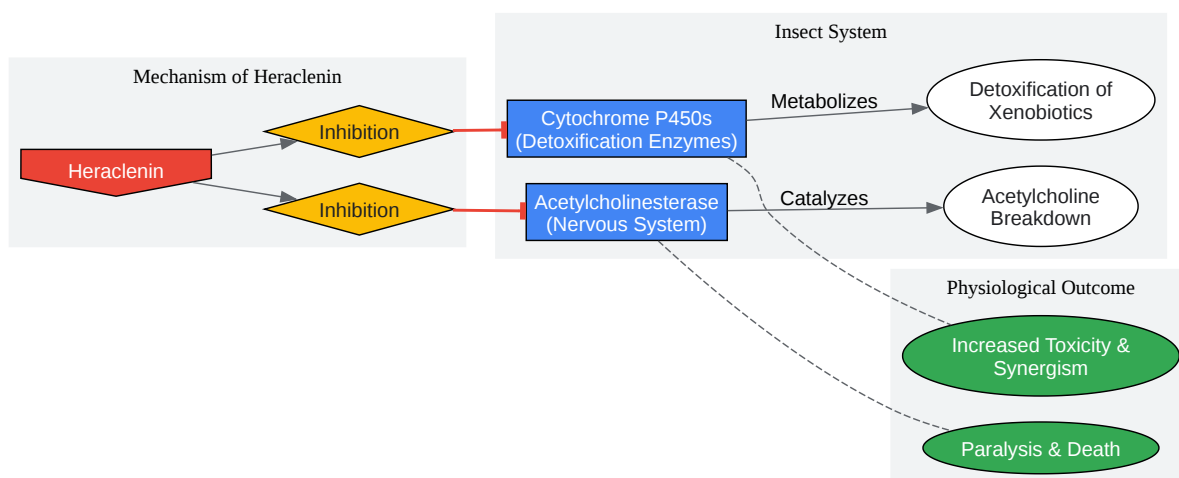 Insect System
Mechanism of Heraclenin
Heraclenin
Inhibition
Inhibition
Cytochrome P450s
(Detoxification Enzymes)
Metabolizes
Detoxification of
Xenobiotics
Acetylcholinesterase
(Nervous System)
Catalyzes
Acetylcholine
Breakdown
Physiological Outcome
Increased Toxicity &
Synergism
Paralysis & Death